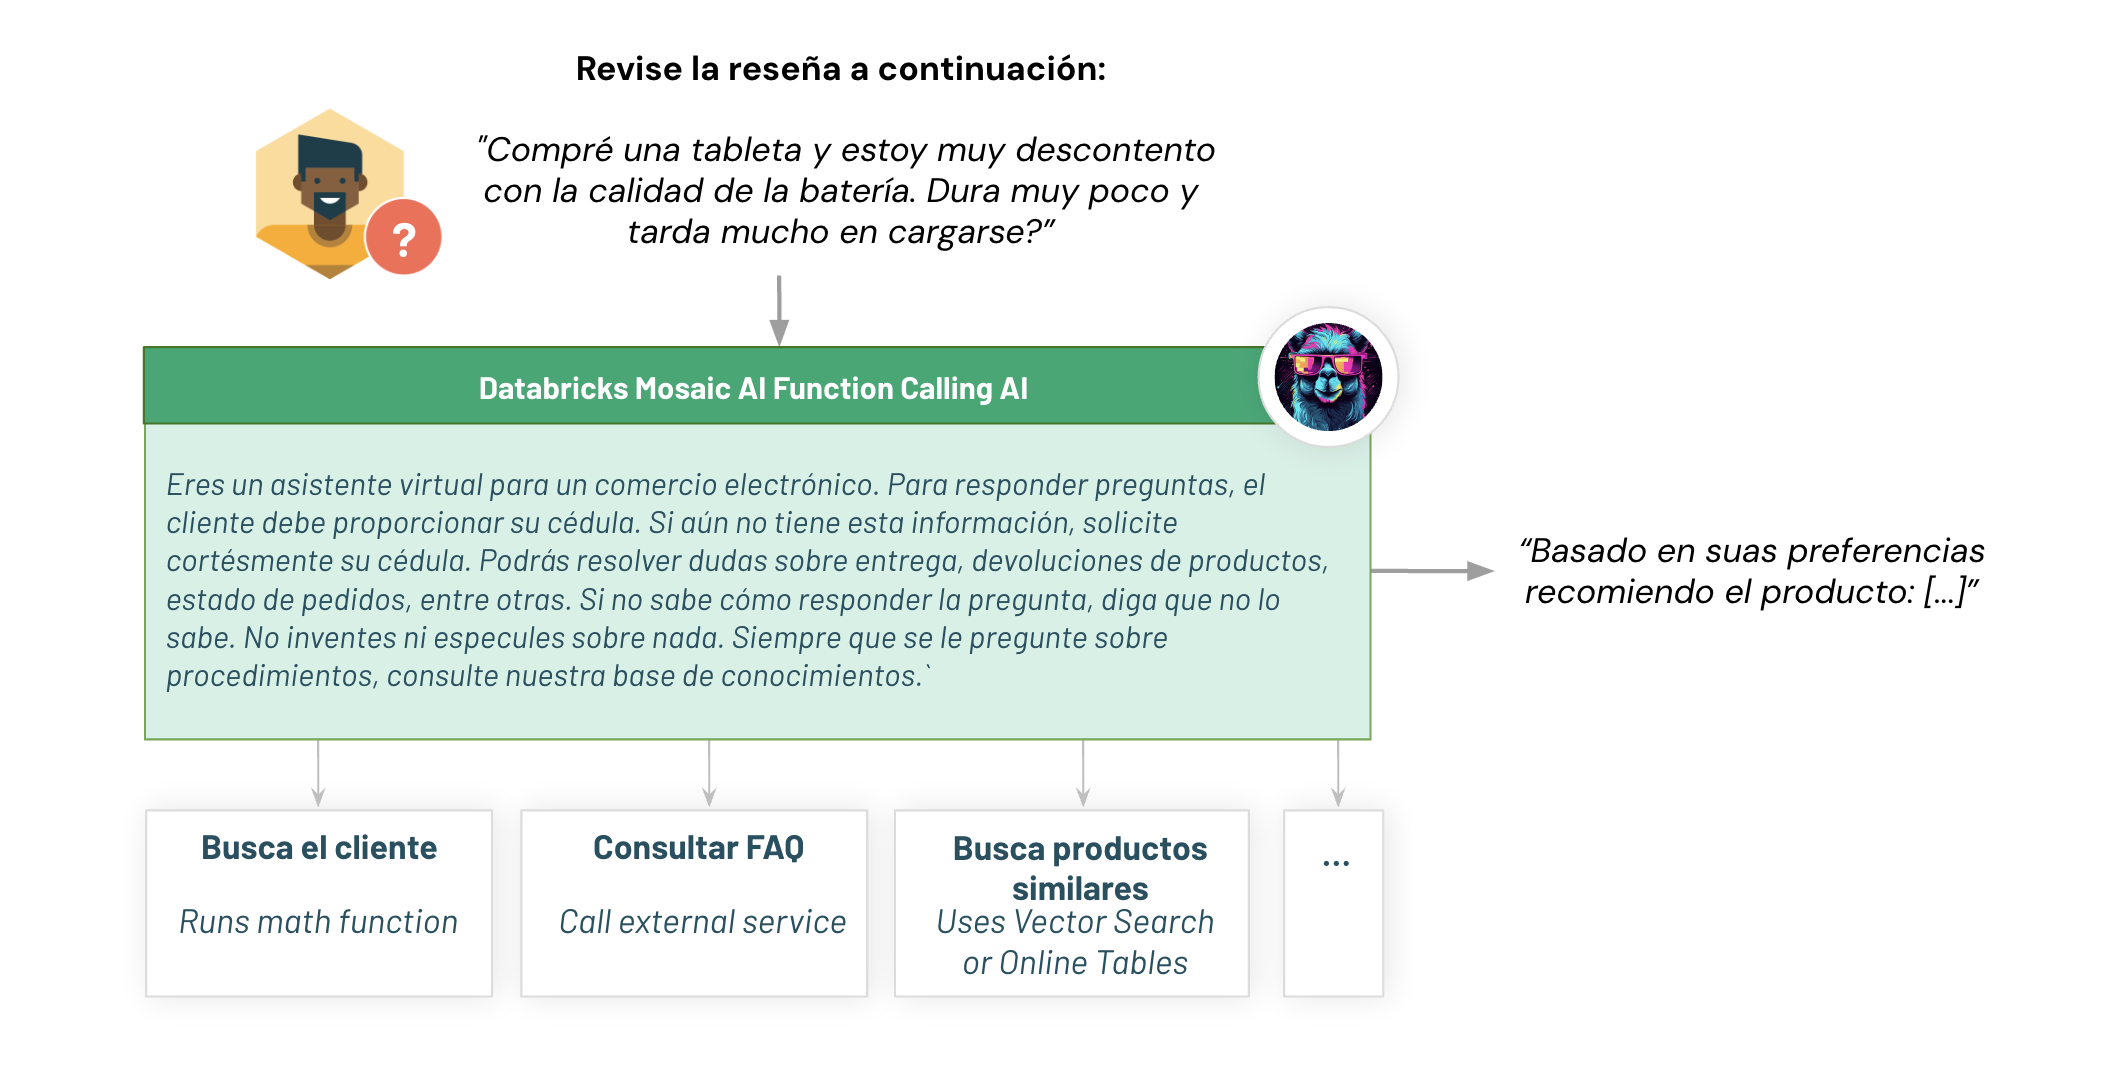 Revise la reseña a continuación:
"Compré una tableta y estoy muy descontento
con la calidad de la batería. Dura muy poco y
tarda mucho en cargarse?”
?
Databricks Mosaic AI Function Calling AI
Eres un asistente virtual para un comercio electrónico. Para responder preguntas, el
cliente debe proporcionar su cédula. Si aún no tiene esta información, solicite
cortésmente su cédula. Podrás resolver dudas sobre entrega, devoluciones de productos,
estado de pedidos, entre otras. Si no sabe cómo responder la pregunta, diga que no lo
sabe. No inventes ni especules sobre nada. Siempre que se le pregunte sobre
procedimientos, consulte nuestra base de conocimientos.`
“Basado en suas preferencias
recomiendo el producto: [...]”
Busca el cliente
Runs math function
Consultar FAQ
Call external service
Busca productos
similares
Uses Vector Search
or Online Tables
...